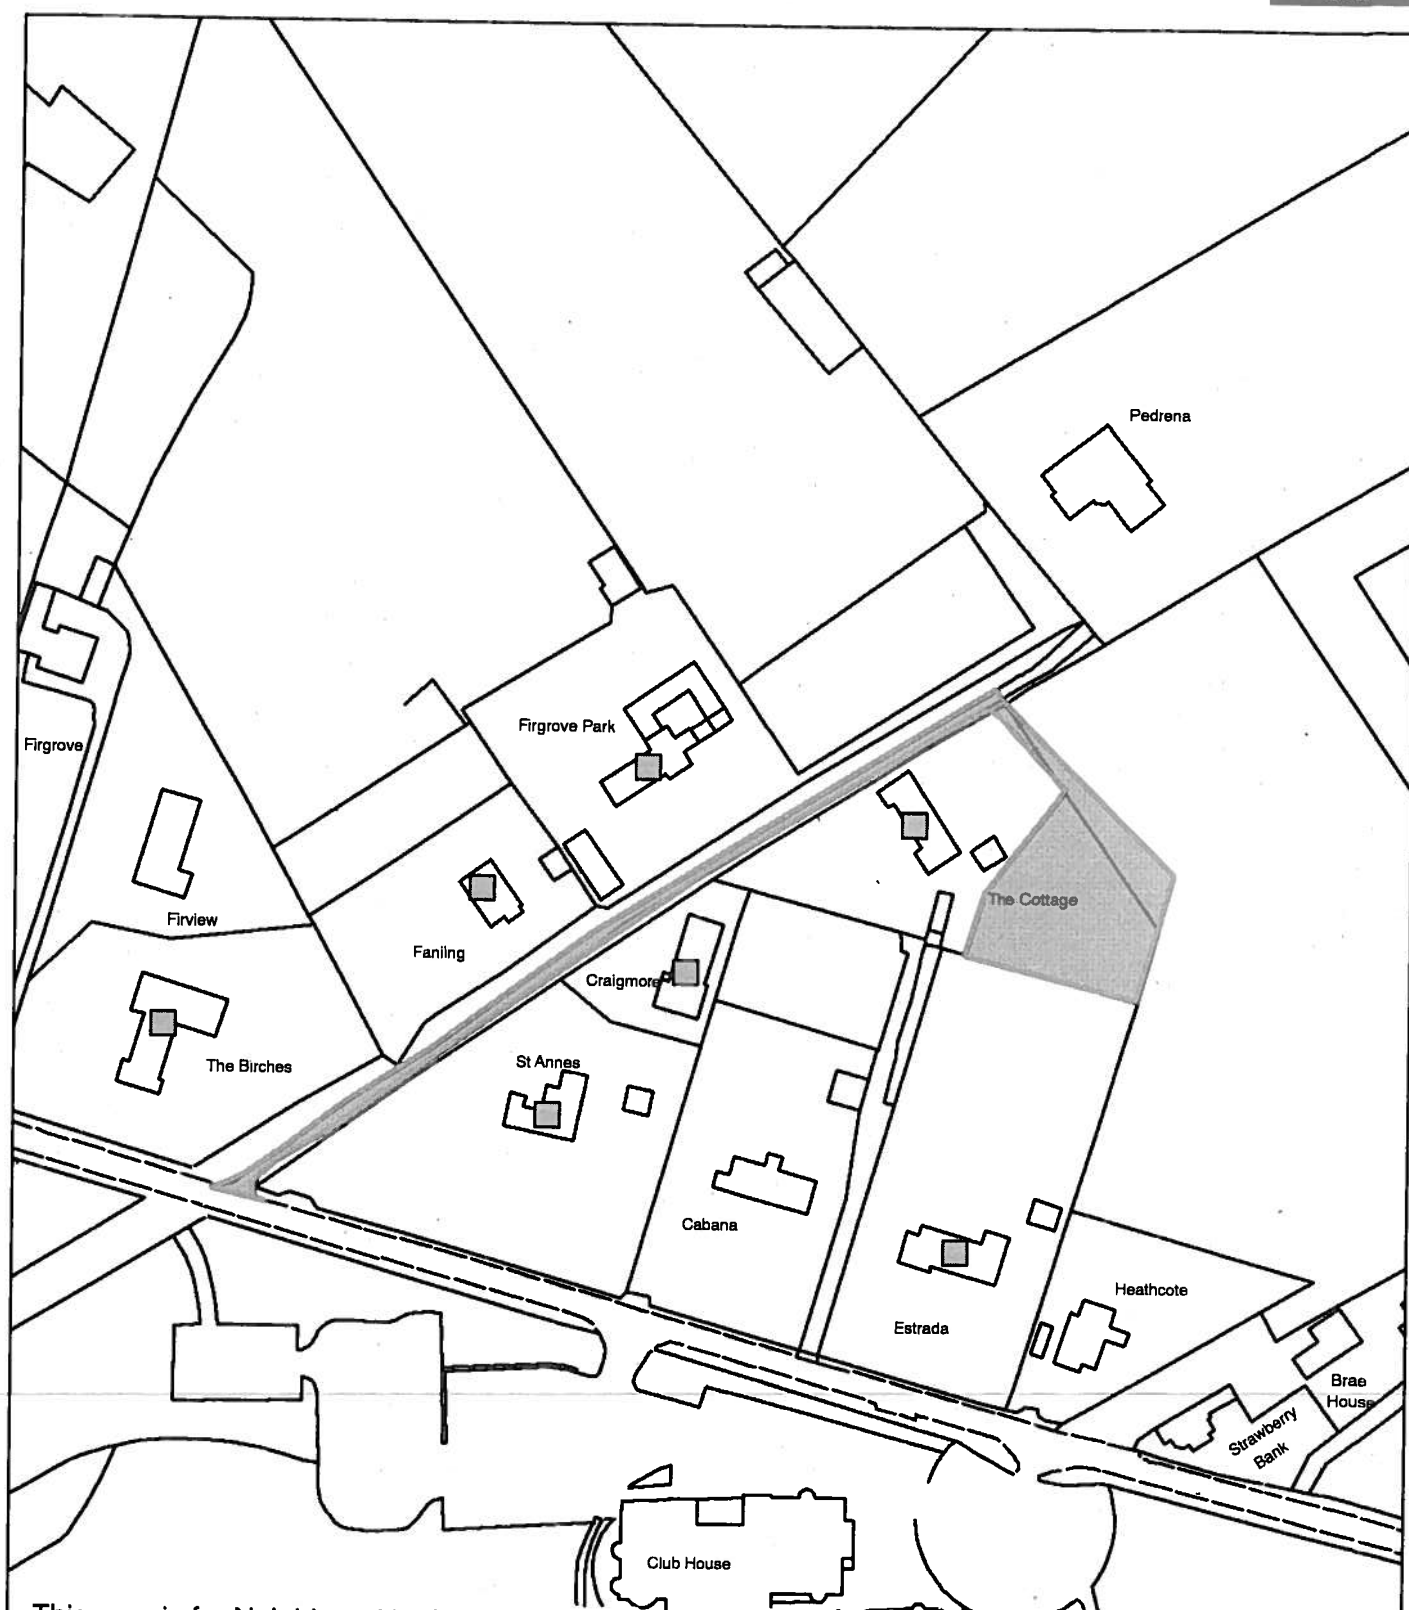 Pedrena
Firgrove Park
Firgrove
The Cottage
Firview
Faniing
Craigmore
St Annes
The Birches
Cabana
Heathcote
Estrada
Brae
House
Strawberry
Bank
Club House